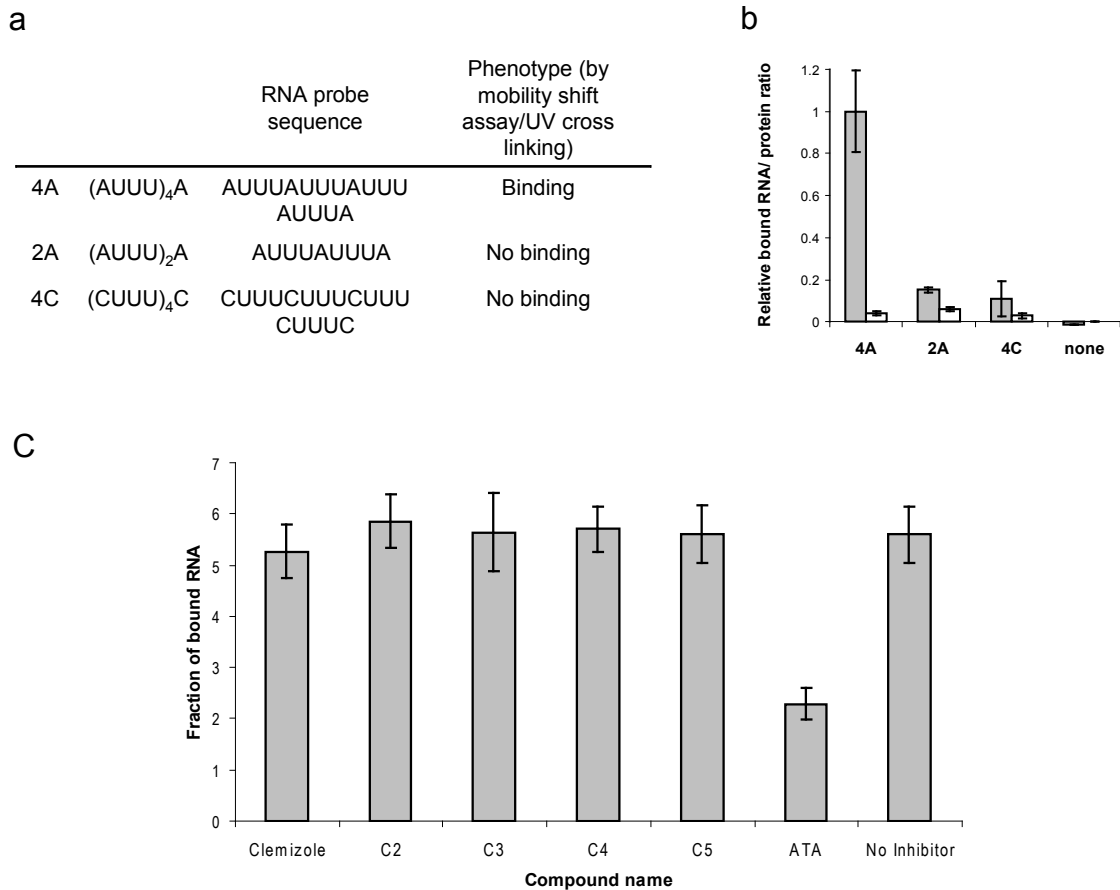 a
RNA probe
sequence
Phenotype (by
mobility shift
assay/UV cross
linking)
4A (AUUU)4A AUUUAUUUAUUU Binding
AUUUA
2A (AUUU)2A AUUUAUUUA No binding
4C (CUUU)4C CUUUCUUUCUUU No binding
CUUUC
b
Relative bound RNA/ protein ratio
1.2
1
0.8
0.6
0.4
0.2
0
4A 2A 4C none
C
Fraction of bound RNA
7
6
5
4
3
2
1
0
Clemizole C2 C3 C4 C5 ATA No Inhibitor
Compound name